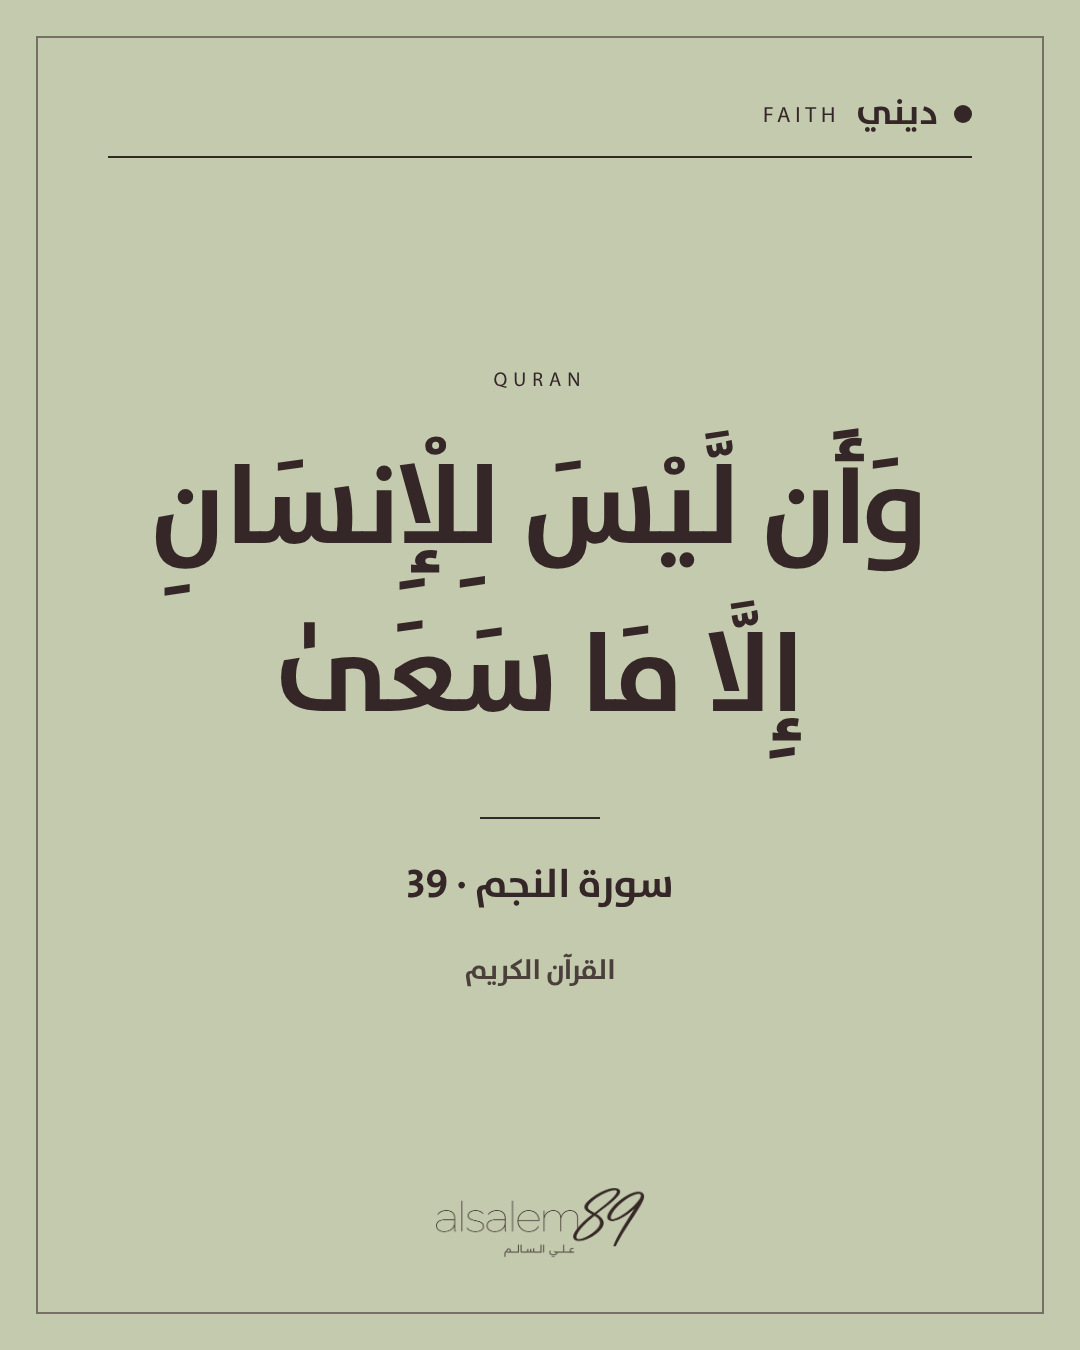 ديني FAITH
QURAN
وَأَن لَّيْسَ لِلْإِنسَانِ
إِلَّا مَا سَعَىٰ
سورة النجم · 39
القرآن الكريم
alsalem89
علي السالم